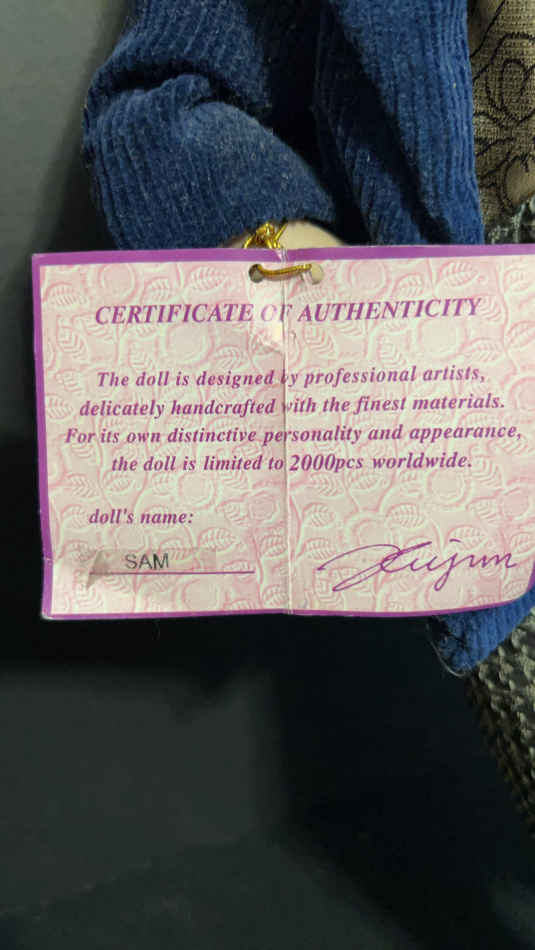 CERTIFICATE OF AUTHENTICITY
The doll is designed by professional artists,
delicately handcrafted with the finest materials.
For its own distinctive personality and appearance,
the doll is limited to 2000pcs worldwide.
doll's name:
SAM